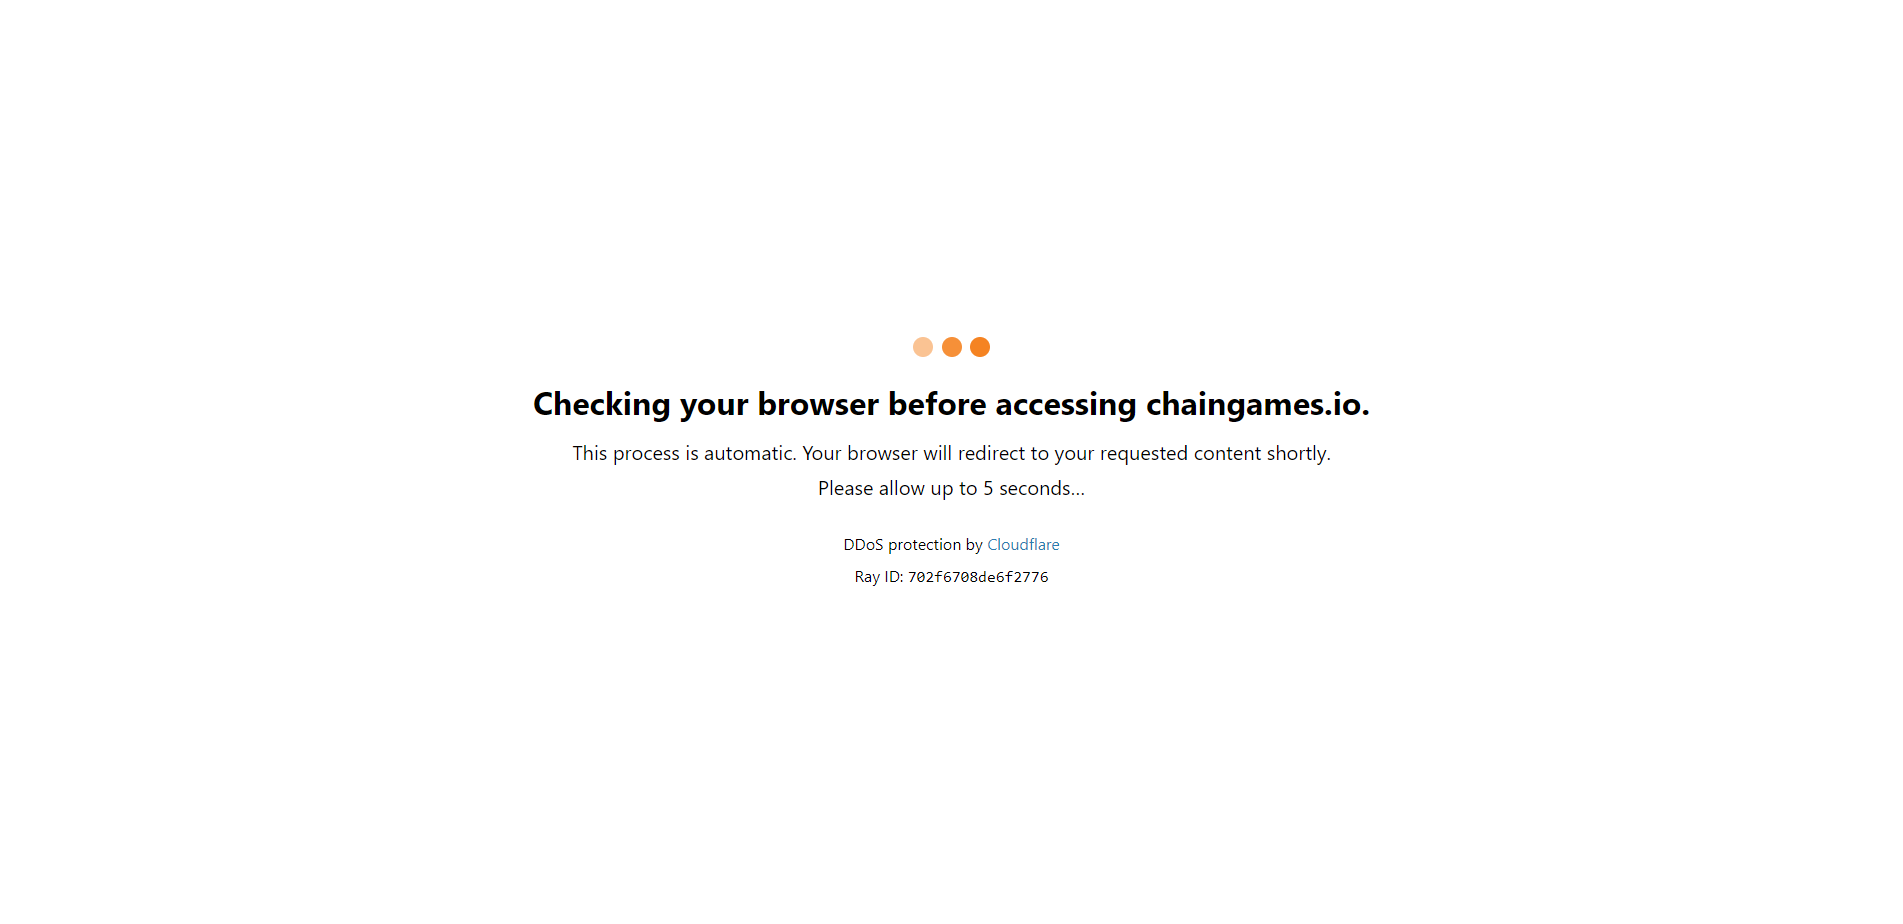 Checking your browser before accessing chaingames.io.
This process is automatic. Your browser will redirect to your requested content shortly.
Please allow up to 5 seconds...
DDoS protection by Cloudflare
Ray ID: 702f6708de6f2776